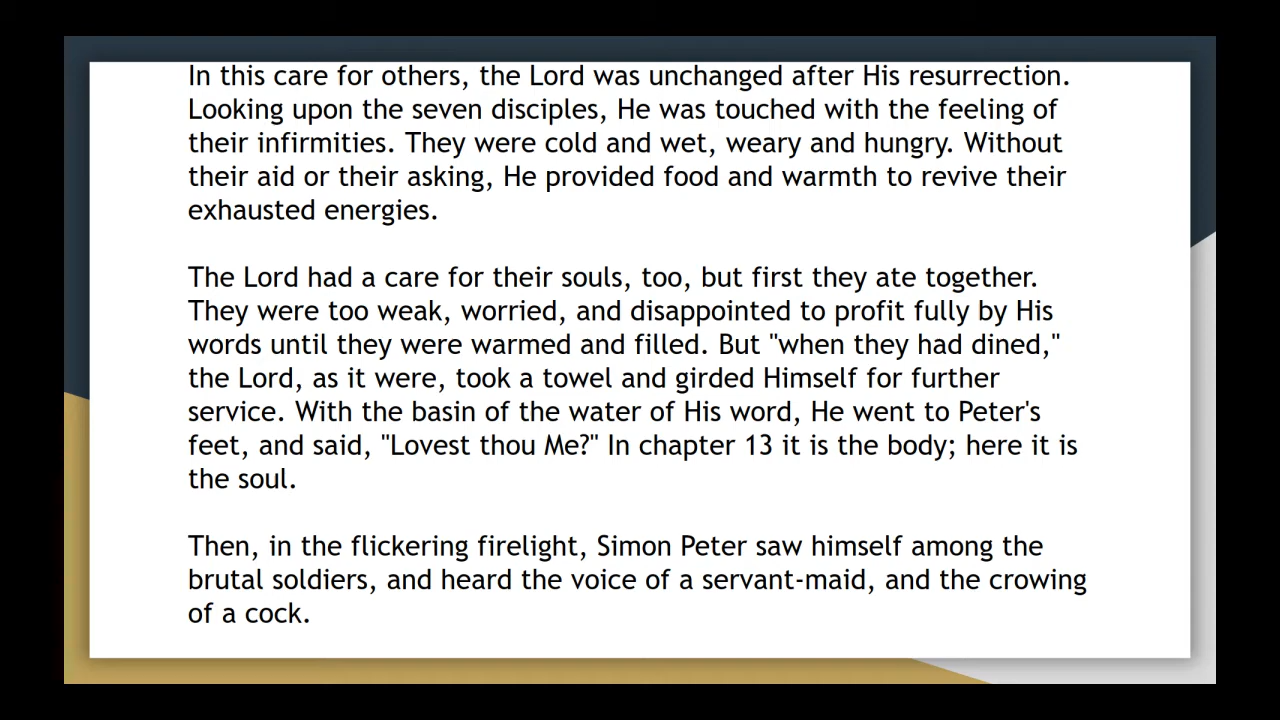 In this care for others, the Lord was unchanged after His resurrection.
Looking upon the seven disciples, He was touched with the feeling of
their infirmities. They were cold and wet, weary and hungry. Without
their aid or their asking, He provided food and warmth to revive their
exhausted energies.
The Lord had a care for their souls, too, but first they ate together.
They were too weak, worried, and disappointed to profit fully by His
words until they were warmed and filled. But "when they had dined,"
the Lord, as it were, took a towel and girded Himself for further
service. With the basin of the water of His word, He went to Peter's
feet, and said, "Lovest thou Me?" In chapter 13 it is the body; here it is
the soul.
Then, in the flickering firelight, Simon Peter saw himself among the
brutal soldiers, and heard the voice of a servant-maid, and the crowing
of a cock.